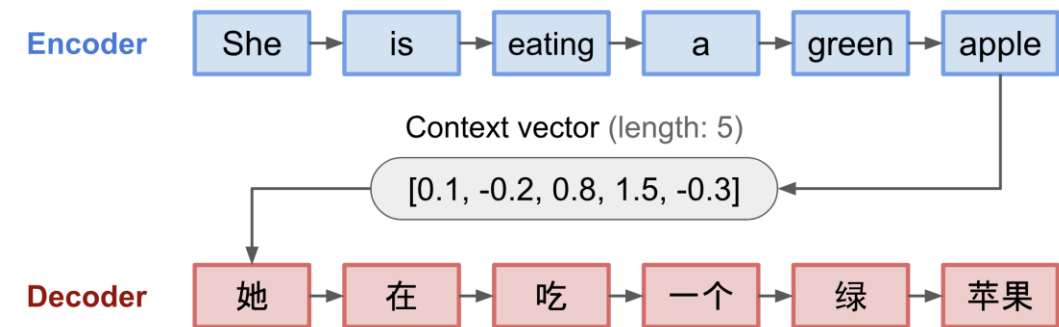 Encoder She is eating a green apple
Context vector (length: 5)
[0.1, -0.2, 0.8, 1.5, -0.3]
Decoder 她 在 吃 一个 绿 苹果